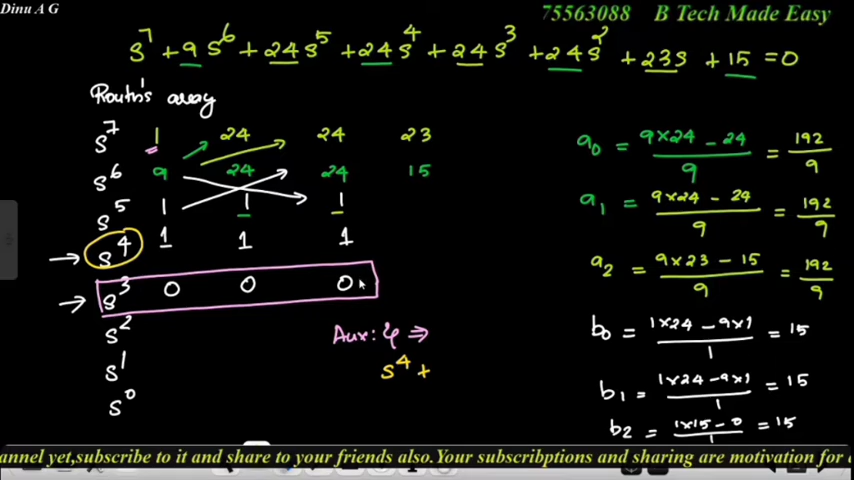 Dinu A G
75563088 B Tech Made Easy
s⁷ + 9s⁶ + 24s⁵ + 24s⁴ + 24s³ + 24s² + 23s + 15 = 0
Routh's array
s⁷ 1 24 24 23
s⁶ 9 24 24 15
s⁵ 1 1 1
s⁴ 1 1 1
s³ 0 0 0
s²
s¹
s⁰
Aux: ⇒
s⁴ +
a₀ = (9×24 − 24)/9 = 192/9
a₁ = (9×24 − 24)/9 = 192/9
a₂ = (9×23 − 15)/9 = 192/9
b₀ = (1×24 − 9×1)/1 = 15
b₁ = (1×24 − 9×1)/1 = 15
b₂ = (1×15 − 0)/1 = 15
annel yet,subscribe to it and share to your friends also.Your subscribptions and sharing are motivation for